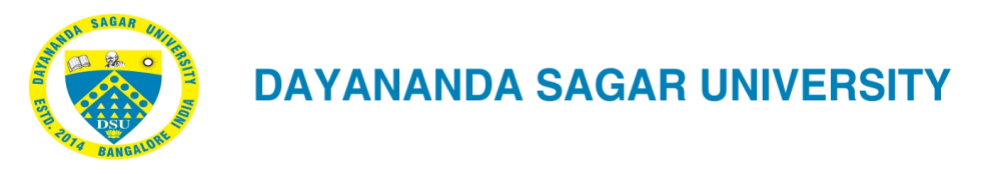 DAYANANDA SAGAR UNIVERSITY
ESTD. 2014 BANGALORE INDIA
DSU
DAYANANDA SAGAR UNIVERSITY